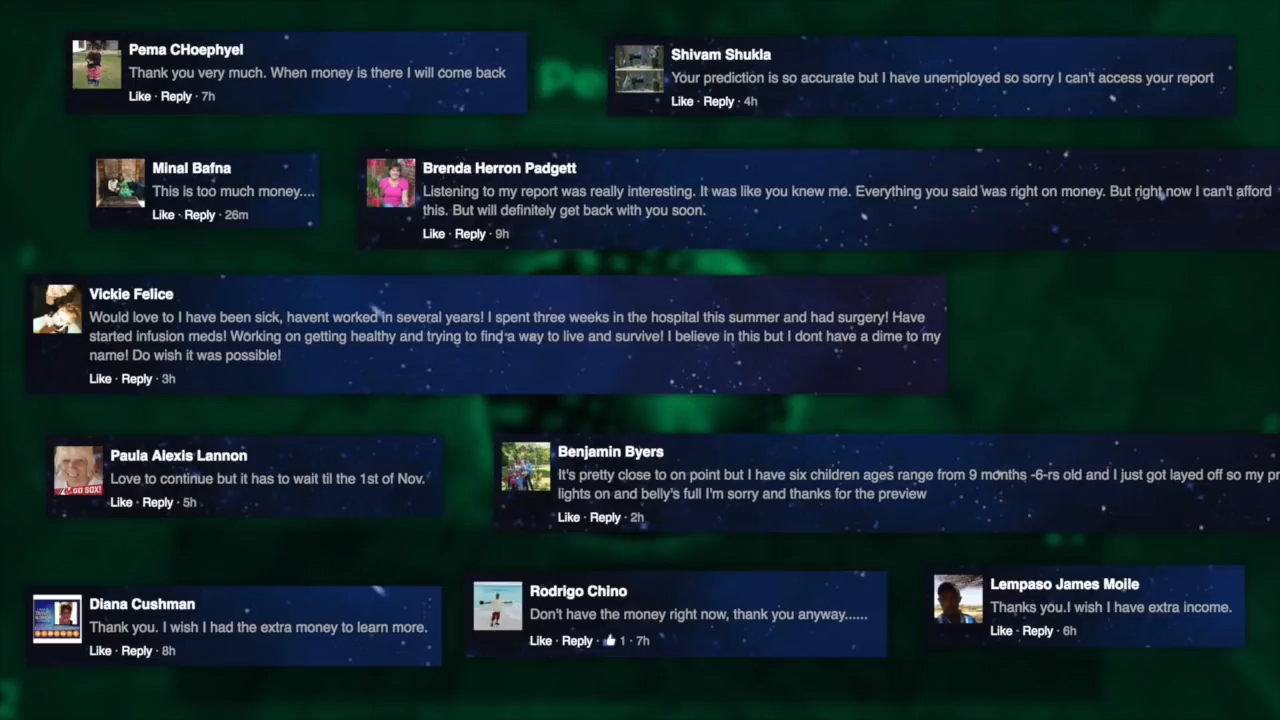 Pema CHoephyel
Thank you very much. When money is there I will come back
Like · Reply · 7h
Shivam Shukla
Your prediction is so accurate but I have unemployed so sorry I can't access your report
Like · Reply · 4h
Minal Bafna
This is too much money....
Like · Reply · 26m
Brenda Herron Padgett
Listening to my report was really interesting. It was like you knew me. Everything you said was right on money. But right now I can't afford
this. But will definitely get back with you soon.
Like · Reply · 9h
Vickie Felice
Would love to I have been sick, havent worked in several years! I spent three weeks in the hospital this summer and had surgery! Have
started infusion meds! Working on getting healthy and trying to find a way to live and survive! I believe in this but I dont have a dime to my
name! Do wish it was possible!
Like · Reply · 3h
Paula Alexis Lannon
Love to continue but it has to wait til the 1st of Nov.
Like · Reply · 5h
GO SOX!
Benjamin Byers
It's pretty close to on point but I have six children ages range from 9 months -6-rs old and I just got layed off so my pr
lights on and belly's full I'm sorry and thanks for the preview
Like · Reply · 2h
Diana Cushman
Thank you. I wish I had the extra money to learn more.
Like · Reply · 8h
Rodrigo Chino
Don't have the money right now, thank you anyway......
Like · Reply · 1 · 7h
Lempaso James Moile
Thanks you.I wish I have extra income.
Like · Reply · 6h